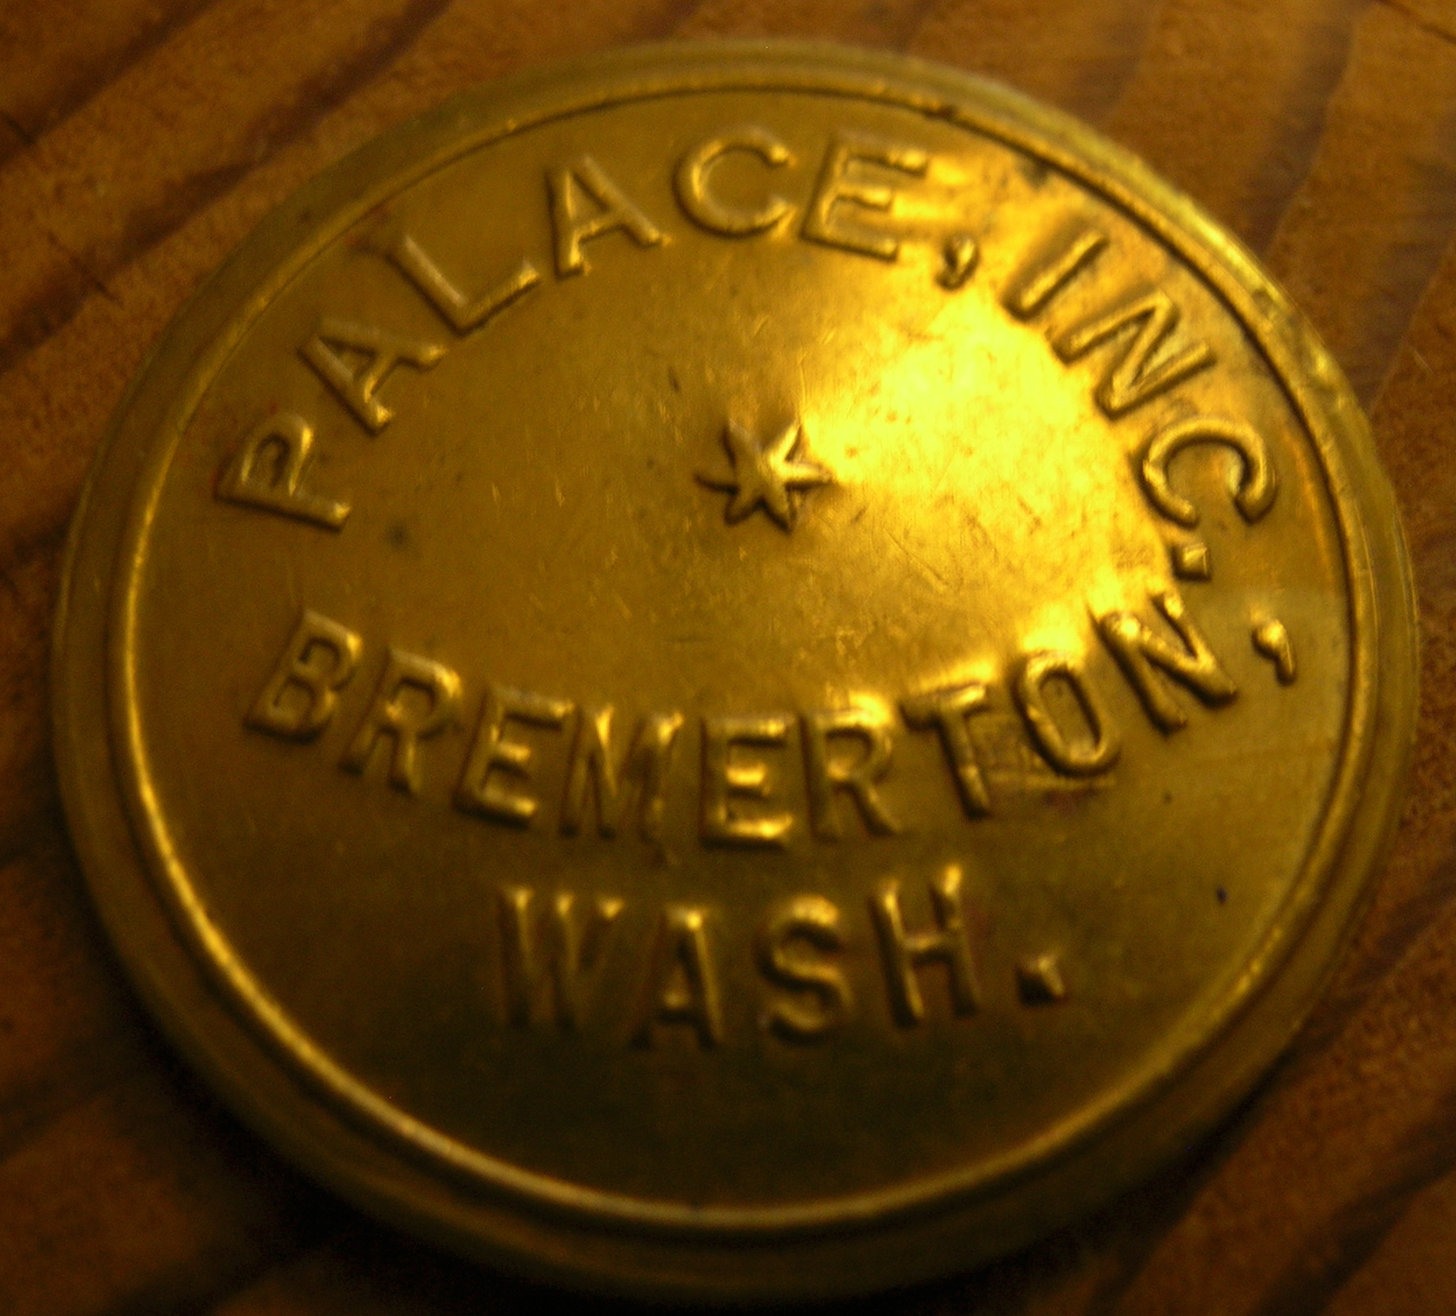 PALACE, INC.
BREMERTON,
WASH.